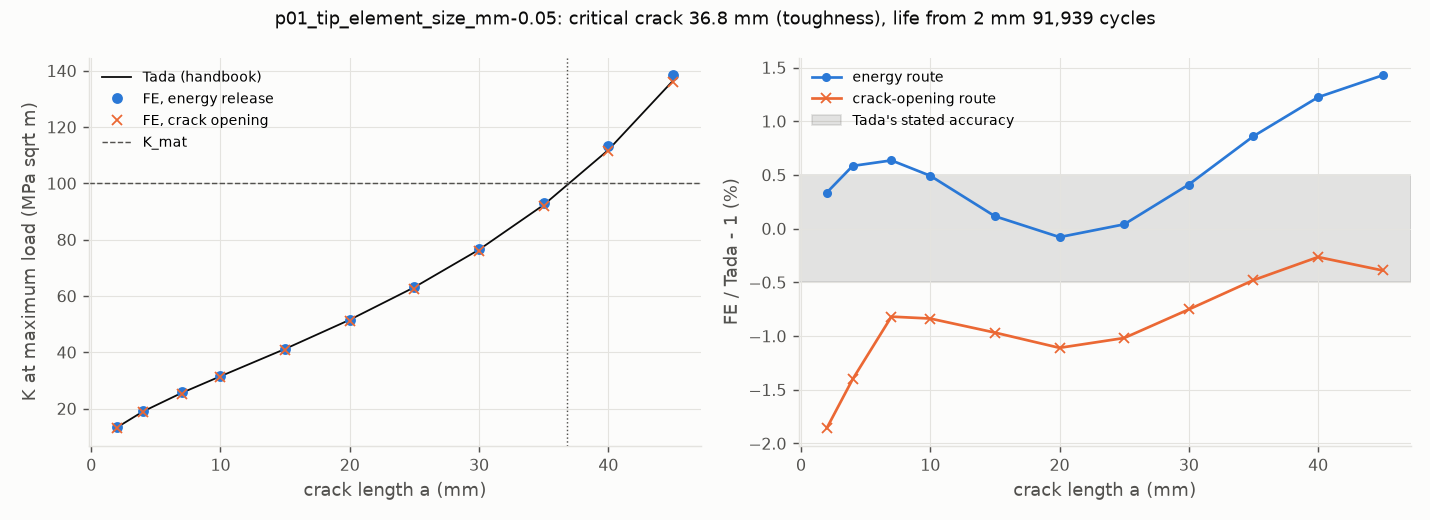 p01_tip_element_size_mm-0.05: critical crack 36.8 mm (toughness), life from 2 mm 91,939 cycles
K at maximum load (MPa sqrt m)
140
120
100
80
60
40
20
Tada (handbook)
FE, energy release
FE, crack opening
K_mat
0
10
20
30
40
crack length a (mm)
FE / Tada - 1 (%)
1.5
1.0
0.5
0.0
−0.5
−1.0
−1.5
−2.0
energy route
crack-opening route
Tada's stated accuracy
0
10
20
30
40
crack length a (mm)